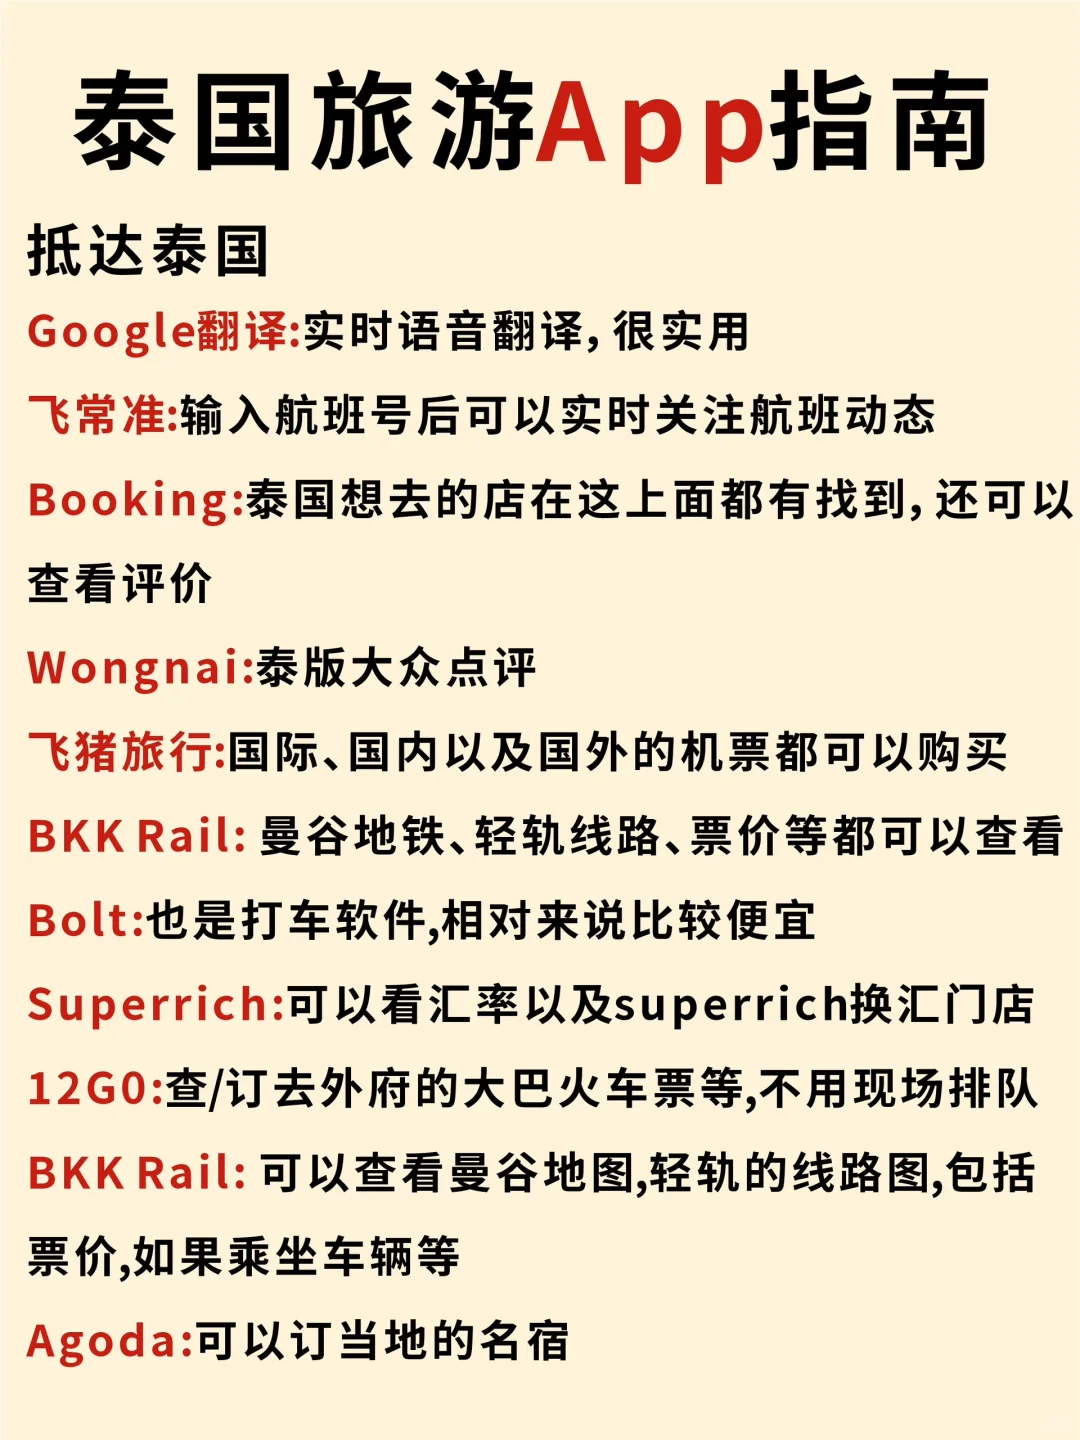 泰国旅游App指南
抵达泰国
Google翻译:实时语音翻译，很实用
飞常准:输入航班号后可以实时关注航班动态
Booking:泰国想去的店在这上面都有找到，还可以
查看评价
Wongnai:泰版大众点评
飞猪旅行:国际、国内以及国外的机票都可以购买
BKK Rail: 曼谷地铁、轻轨线路、票价等都可以查看
Bolt:也是打车软件,相对来说比较便宜
Superrich:可以看汇率以及superrich换汇门店
12G0:查/订去外府的大巴火车票等,不用现场排队
BKK Rail: 可以查看曼谷地图,轻轨的线路图,包括
票价,如果乘坐车辆等
Agoda:可以订当地的名宿